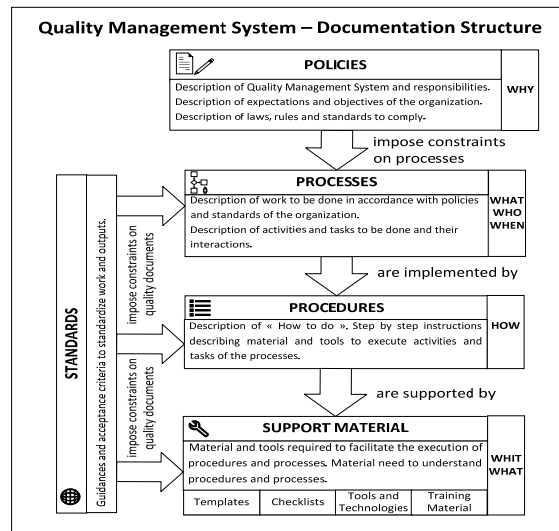 Quality Management System – Documentation Structure
POLICIES
Description of Quality Management System and responsibilities.
Description of expectations and objectives of the organization.
Description of laws, rules and standards to comply.
WHY
impose constraints
on processes
PROCESSES
Description of work to be done in accordance with policies
and standards of the organization.
Description of activities and tasks to be done and their
interactions.
WHAT
WHO
WHEN
are implemented by
PROCEDURES
Description of « How to do ». Step by step instructions
describing material and tools to execute activities and
tasks of the processes.
HOW
are supported by
SUPPORT MATERIAL
Material and tools required to facilitate the execution of
procedures and processes. Material need to understand
procedures and processes.
WHIT
WHAT
Templates
Checklists
Tools and
Technologies
Training
Material
STANDARDS
Guidances and acceptance criteria to standardize work and outputs.
impose constraints on
quality documents
impose constraints on
quality documents